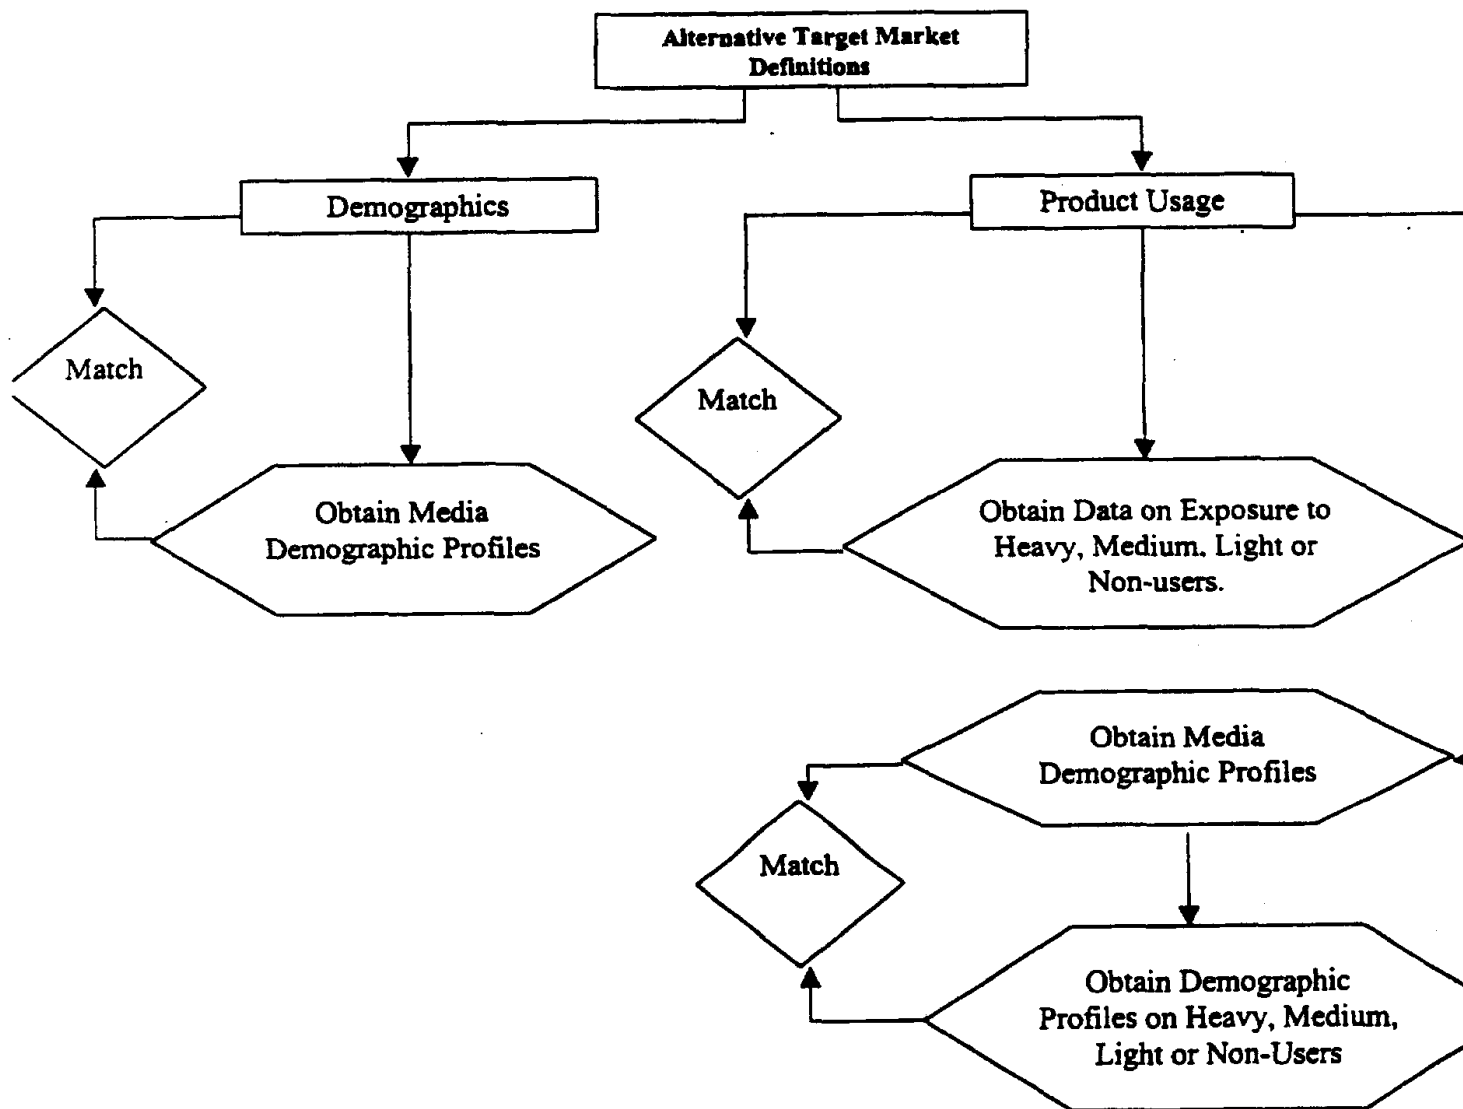 Alternative Target Market
Definitions
Demographics
Product Usage
Match
Match
Obtain Media
Demographic Profiles
Obtain Data on Exposure to
Heavy, Medium, Light or
Non-users.
Obtain Media
Demographic Profiles
Match
Obtain Demographic
Profiles on Heavy, Medium,
Light or Non-Users